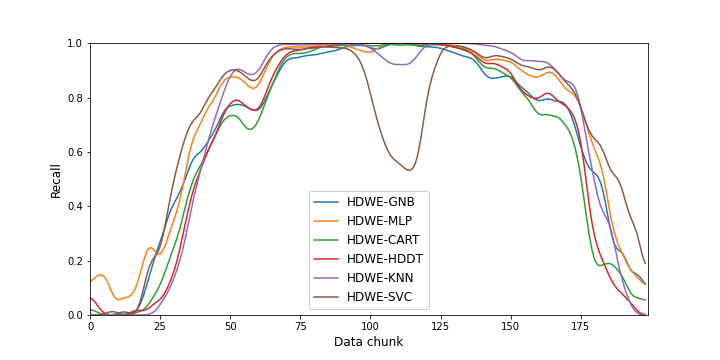 1.0
0.8
0.6
0.4
0.2
0.0
Recall
HDWE-GNB
HDWE-MLP
HDWE-CART
HDWE-HDDT
HDWE-KNN
HDWE-SVC
0 25 50 75 100 125 150 175
Data chunk